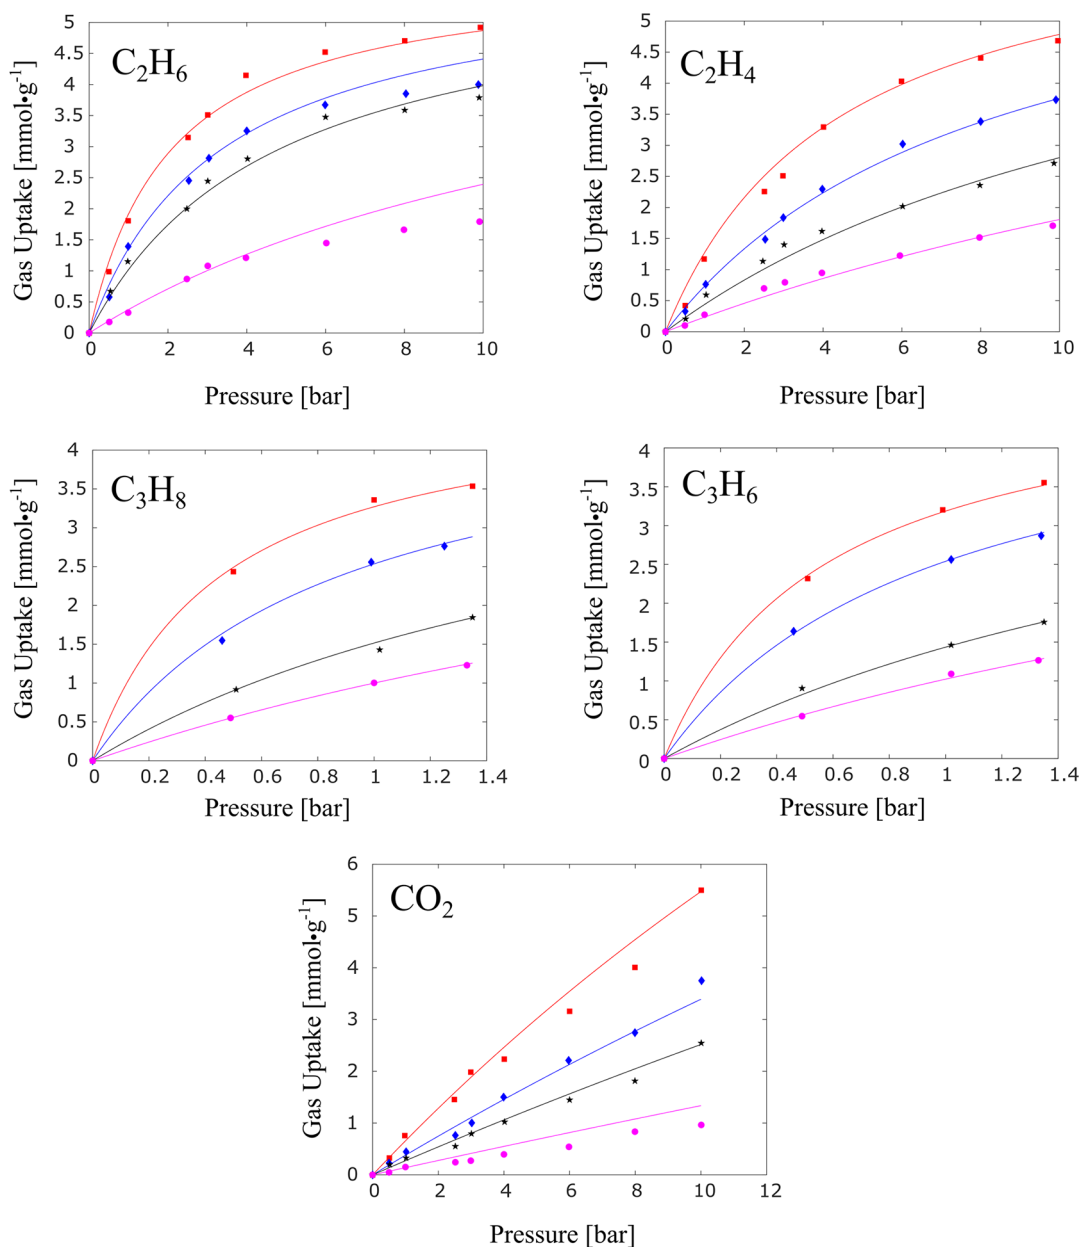 C₂H₆
Gas Uptake [mmol•g⁻¹]
5
4.5
4
3.5
3
2.5
2
1.5
1
0.5
0
0 2 4 6 8 10
Pressure [bar]
C₂H₄
Gas Uptake [mmol•g⁻¹]
5
4.5
4
3.5
3
2.5
2
1.5
1
0.5
0
0 2 4 6 8 10
Pressure [bar]
C₃H₈
Gas Uptake [mmol•g⁻¹]
4
3.5
3
2.5
2
1.5
1
0.5
0
0 0.2 0.4 0.6 0.8 1 1.2 1.4
Pressure [bar]
C₃H₆
Gas Uptake [mmol•g⁻¹]
4
3.5
3
2.5
2
1.5
1
0.5
0
0 0.2 0.4 0.6 0.8 1 1.2 1.4
Pressure [bar]
CO₂
Gas Uptake [mmol•g⁻¹]
6
5
4
3
2
1
0
0 2 4 6 8 10 12
Pressure [bar]